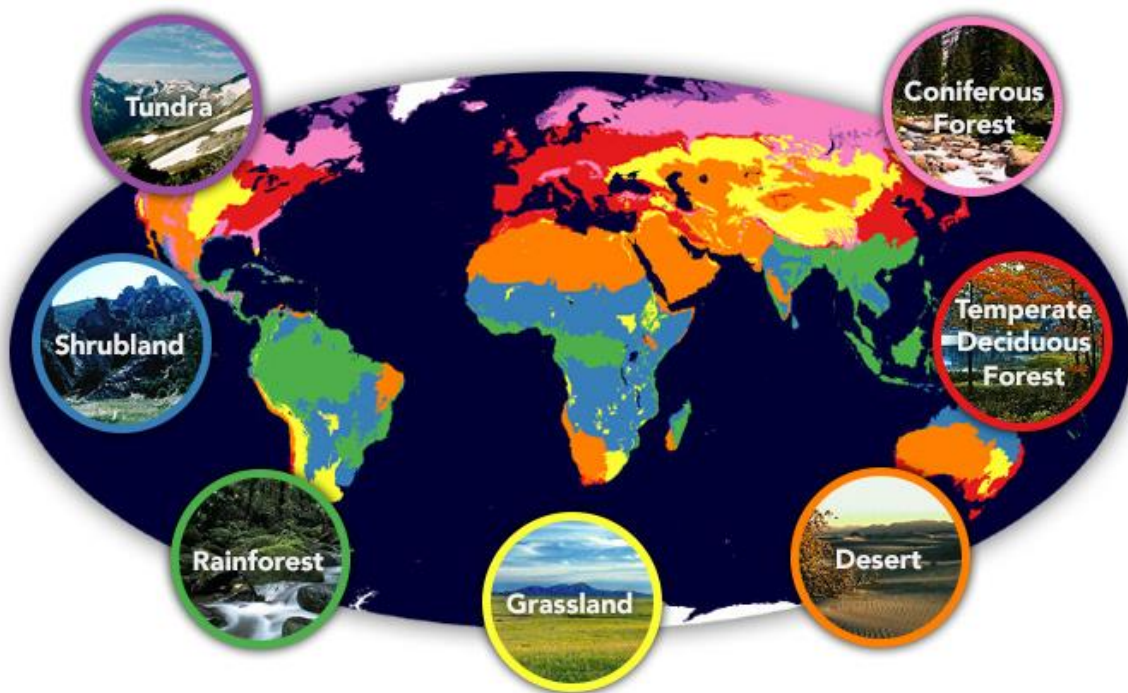 Tundra
Coniferous
Forest
Shrubland
Temperate
Deciduous
Forest
Rainforest
Grassland
Desert